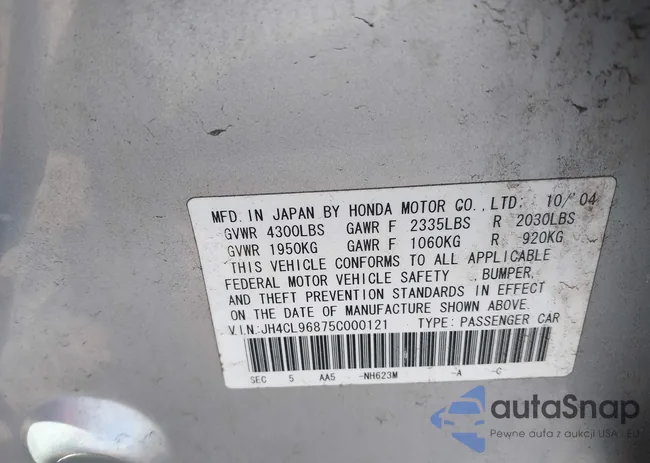 MFD. IN JAPAN BY HONDA MOTOR CO., LTD: 10/'04
GVWR 4300LBS GAWR F 2335LBS R 2030LBS
GVWR 1950KG GAWR F 1060KG R 920KG
THIS VEHICLE CONFORMS TO ALL APPLICABLE
FEDERAL MOTOR VEHICLE SAFETY , BUMPER,
AND THEFT PREVENTION STANDARDS IN EFFECT
ON THE DATE OF MANUFACTURE SHOWN ABOVE.
V.I.N:JH4CL96875C000121 TYPE: PASSENGER CAR
SEC 5 AA5 -NH623M -A -C
autaSnap
Pewne auta z aukcji USA - EU